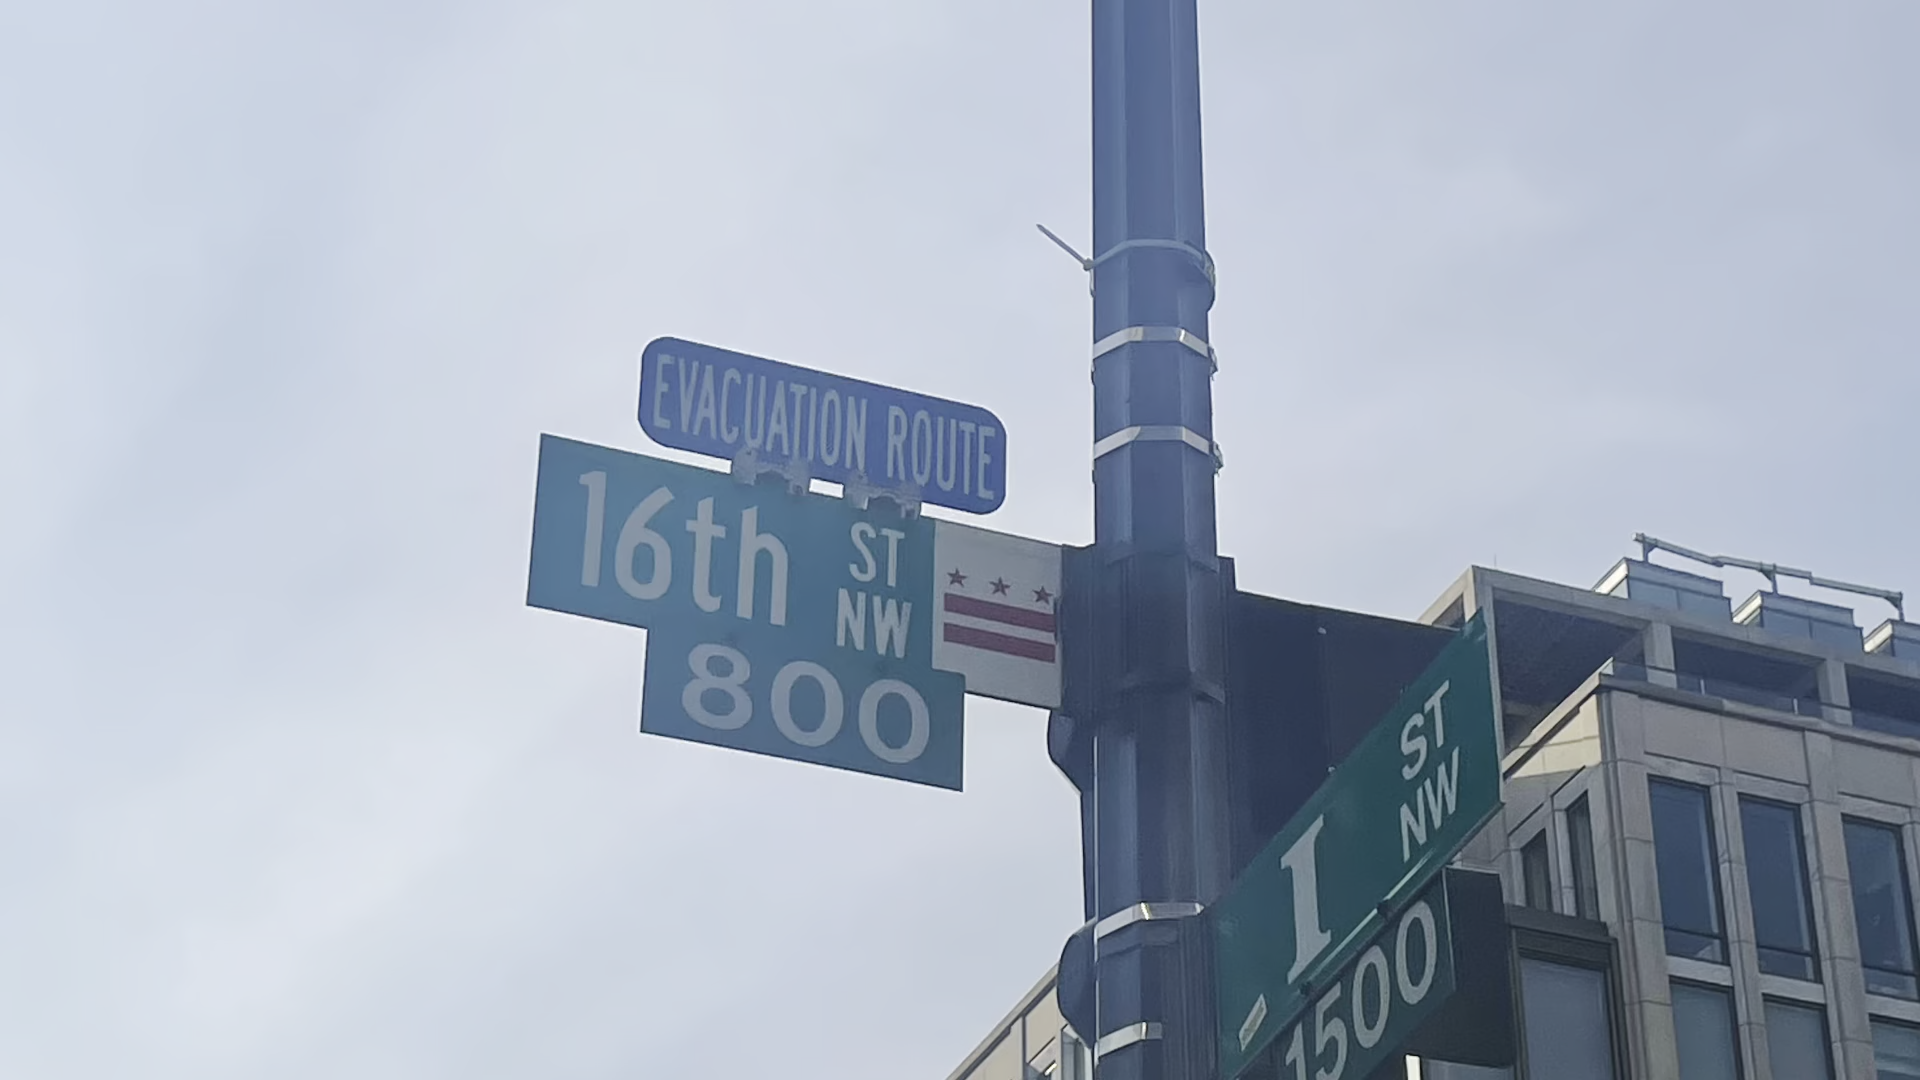 EVACUATION ROUTE
16th ST NW
800
I ST NW
1500